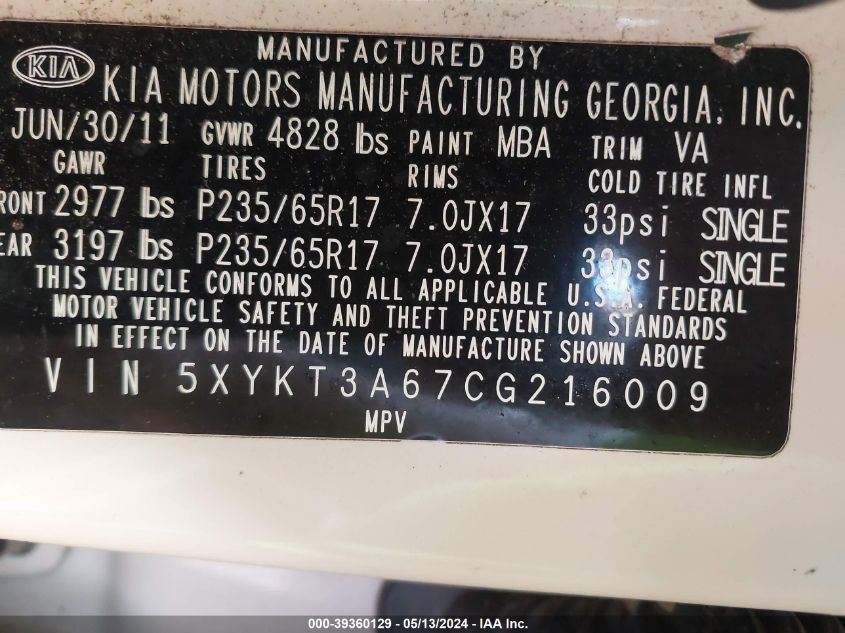 MANUFACTURED BY
KIA KIA MOTORS MANUFACTURING GEORGIA, INC.
JUN/30/11 GVWR 4828 lbs PAINT MBA TRIM VA
GAWR TIRES RIMS COLD TIRE INFL
RONT 2977 lbs P235/65R17 7.0JX17 33psi SINGLE
EAR 3197 lbs P235/65R17 7.0JX17 33psi SINGLE
THIS VEHICLE CONFORMS TO ALL APPLICABLE U.S.A. FEDERAL
MOTOR VEHICLE SAFETY AND THEFT PREVENTION STANDARDS
IN EFFECT ON THE DATE OF MANUFACTURE SHOWN ABOVE
VIN 5XYKT3A67CG216009
MPV
000-39360129 - 05/13/2024 - IAA Inc.